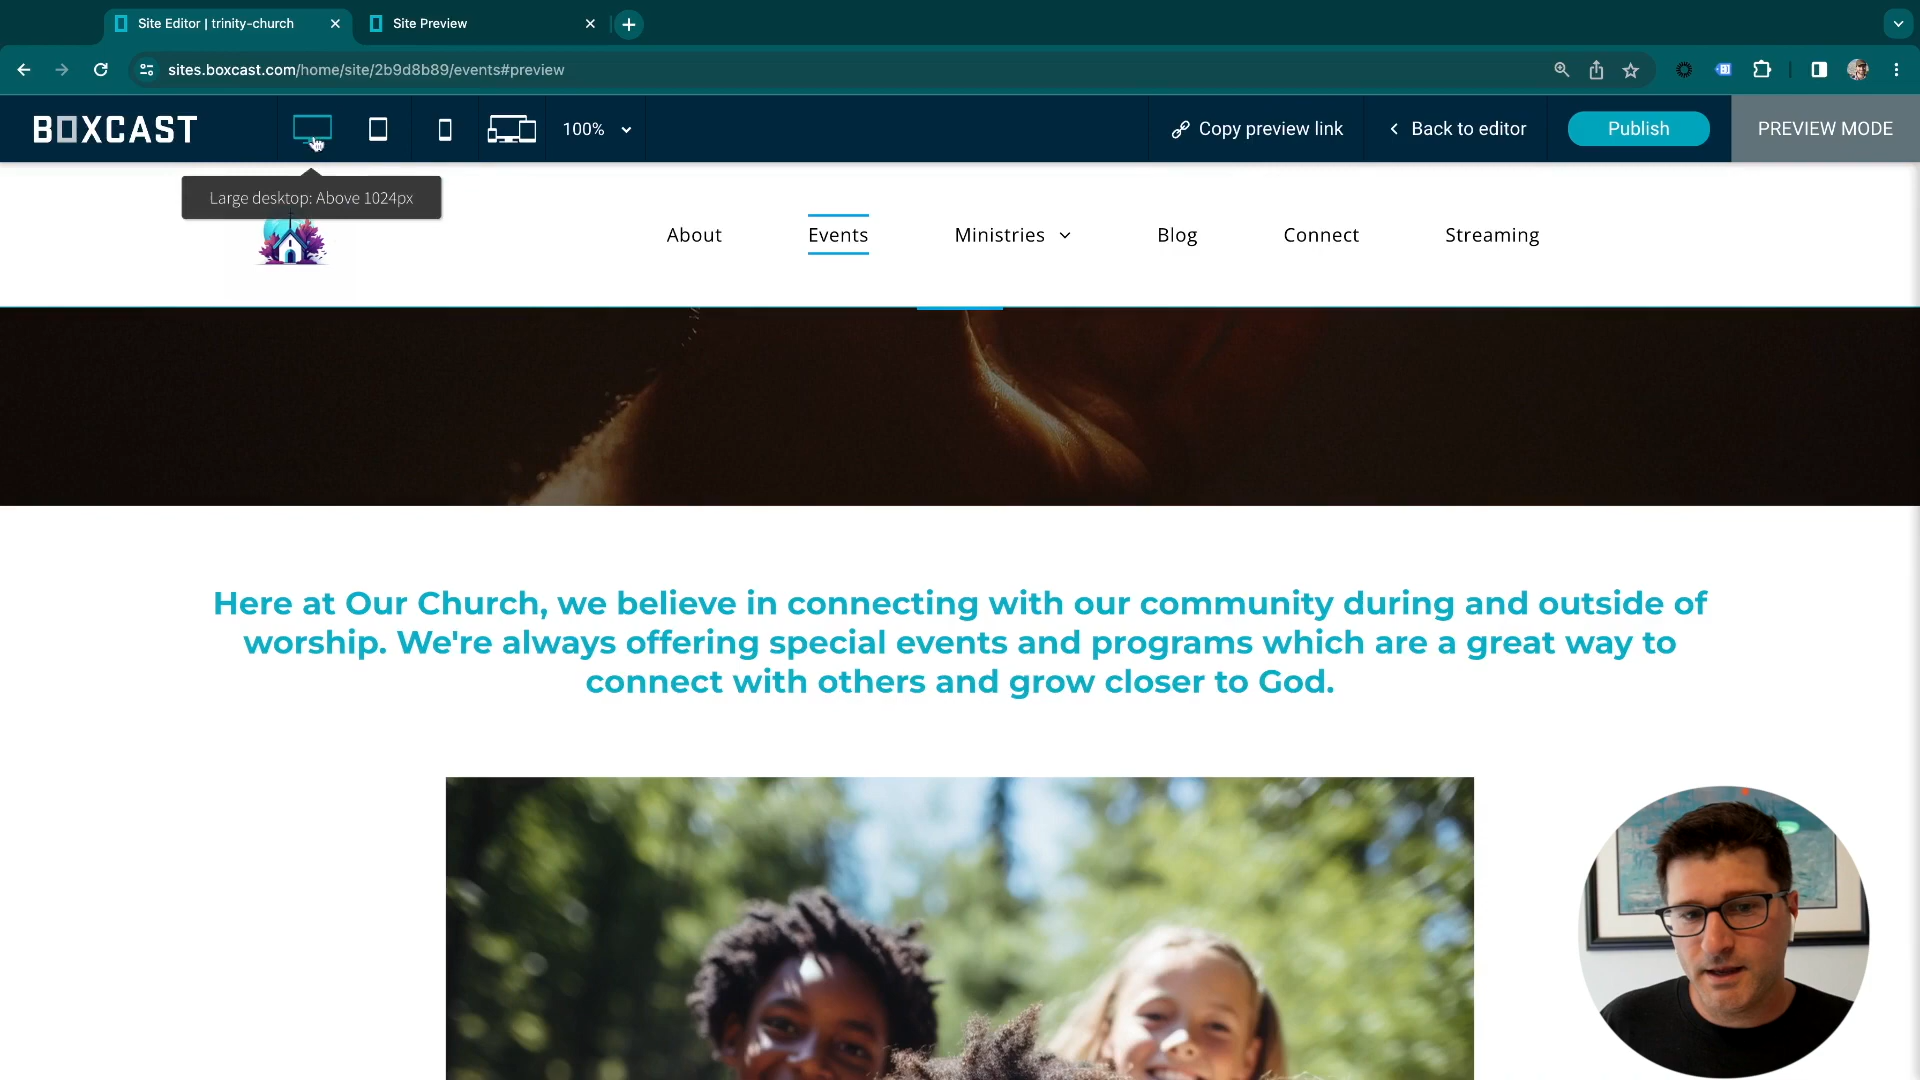 Site Editor | trinity-church
Site Preview
sites.boxcast.com/home/site/2b9d8b89/events#preview
BOXCAST
100%
Copy preview link
Back to editor
Publish
PREVIEW MODE
Large desktop: Above 1024px
About
Events
Ministries
Blog
Connect
Streaming
Here at Our Church, we believe in connecting with our community during and outside of
worship. We're always offering special events and programs which are a great way to
connect with others and grow closer to God.